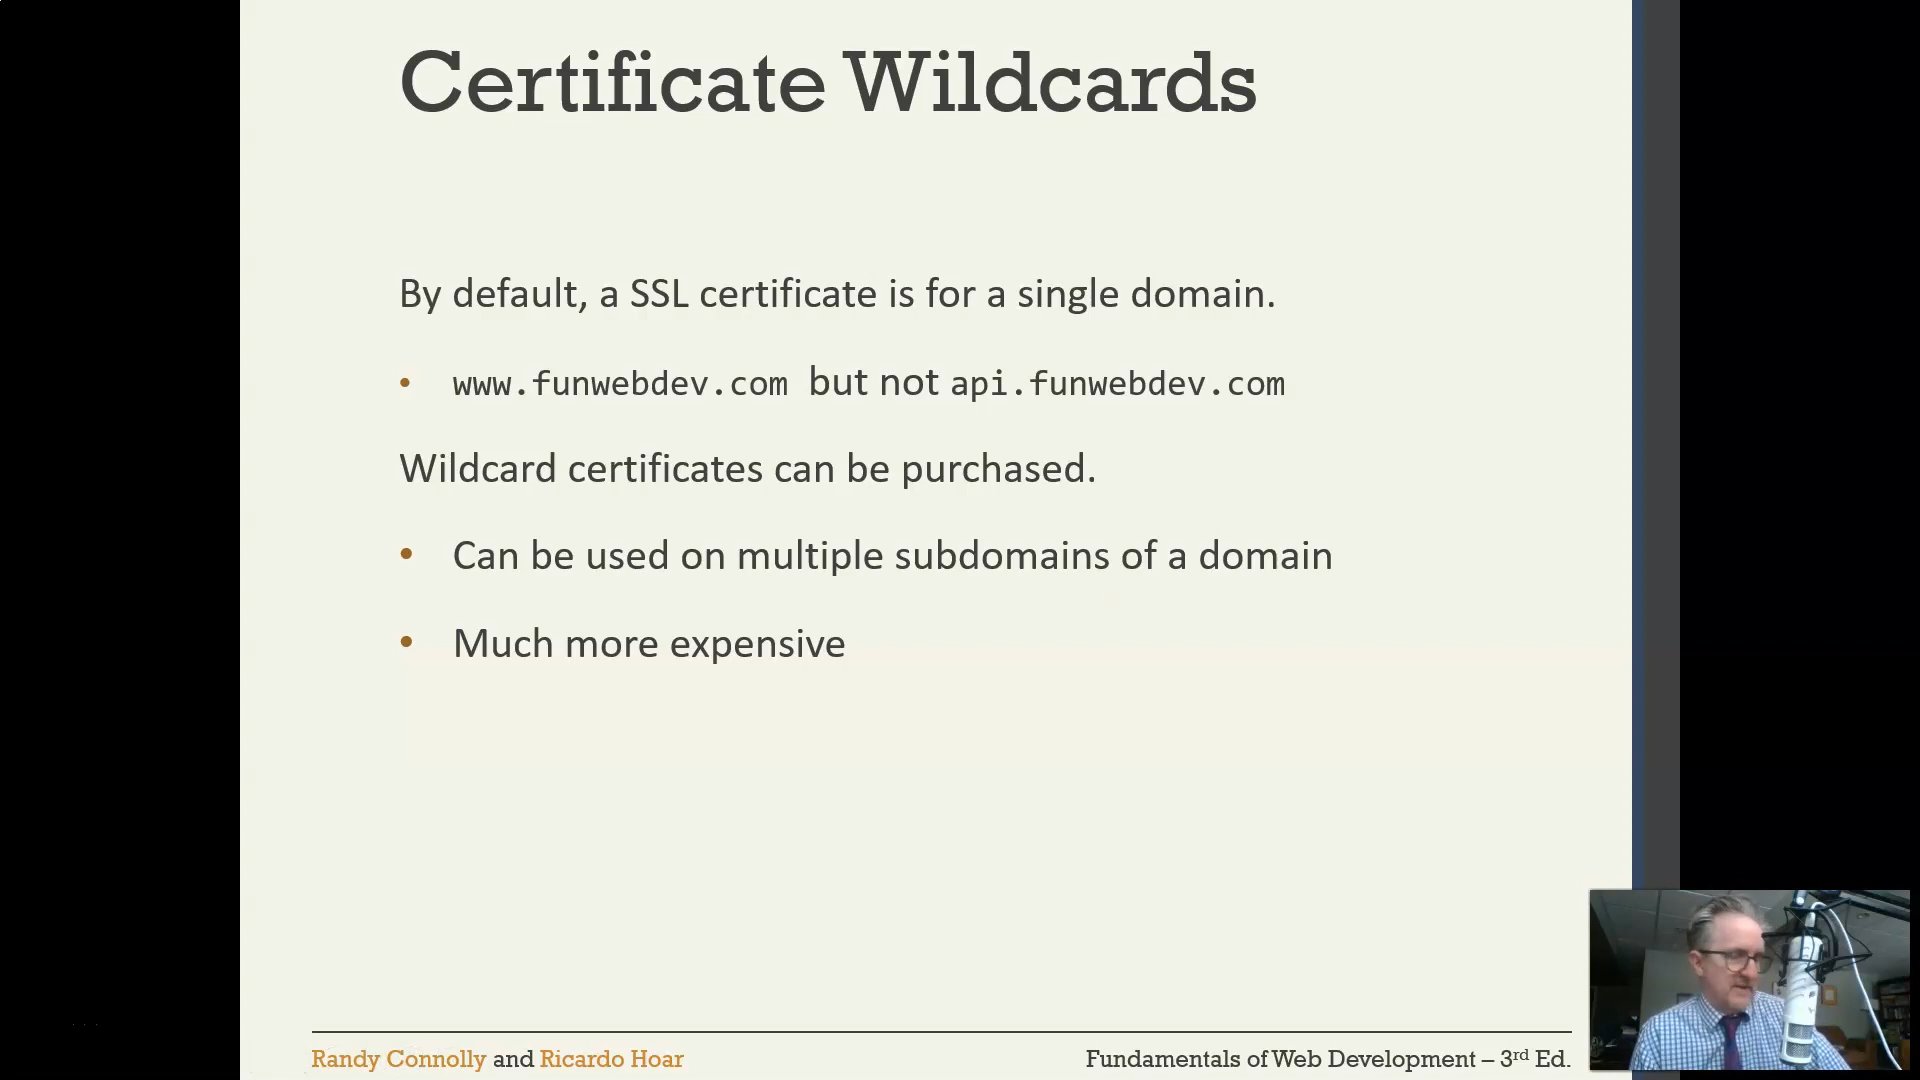 Certificate Wildcards
By default, a SSL certificate is for a single domain.
• www.funwebdev.com but not api.funwebdev.com
Wildcard certificates can be purchased.
• Can be used on multiple subdomains of a domain
• Much more expensive
Randy Connolly and Ricardo Hoar
Fundamentals of Web Development – 3rd Ed.